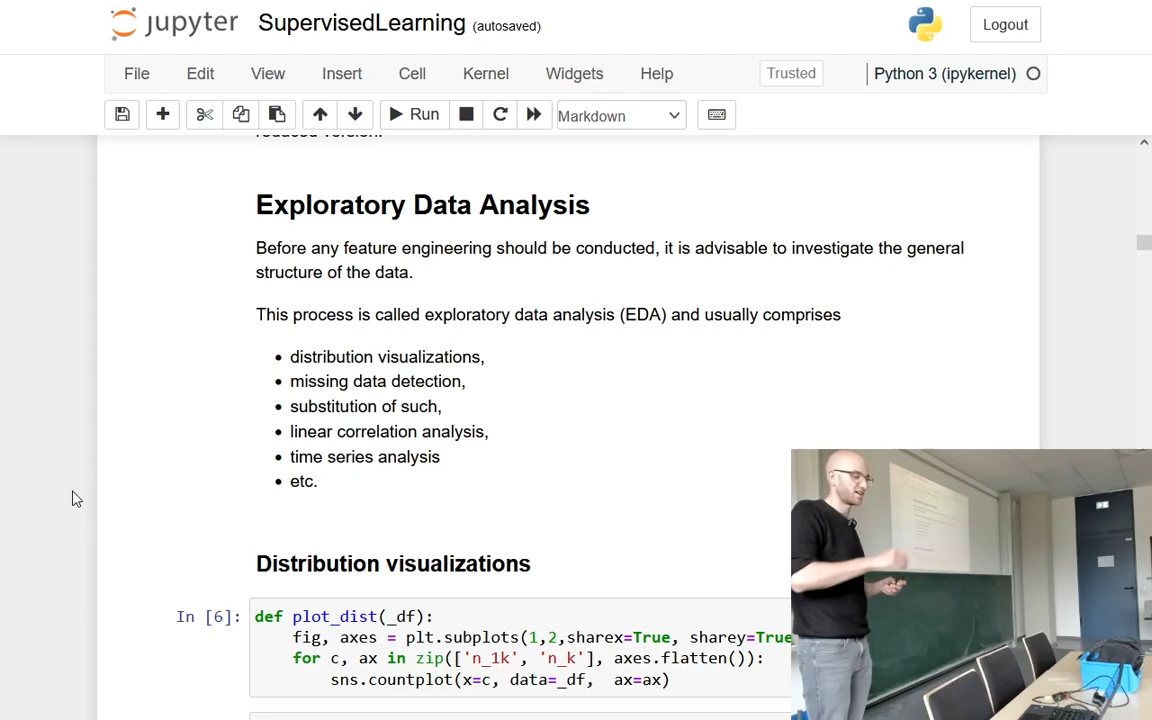 jupyter SupervisedLearning (autosaved) Logout
File Edit View Insert Cell Kernel Widgets Help Trusted Python 3 (ipykernel)
Run Markdown
reduced version.
Exploratory Data Analysis
Before any feature engineering should be conducted, it is advisable to investigate the general
structure of the data.
This process is called exploratory data analysis (EDA) and usually comprises
• distribution visualizations,
• missing data detection,
• substitution of such,
• linear correlation analysis,
• time series analysis
• etc.
Distribution visualizations
In [6]: def plot_dist(_df):
fig, axes = plt.subplots(1,2,sharex=True, sharey=True
for c, ax in zip(['n_1k', 'n_k'], axes.flatten()):
sns.countplot(x=c, data=_df, ax=ax)